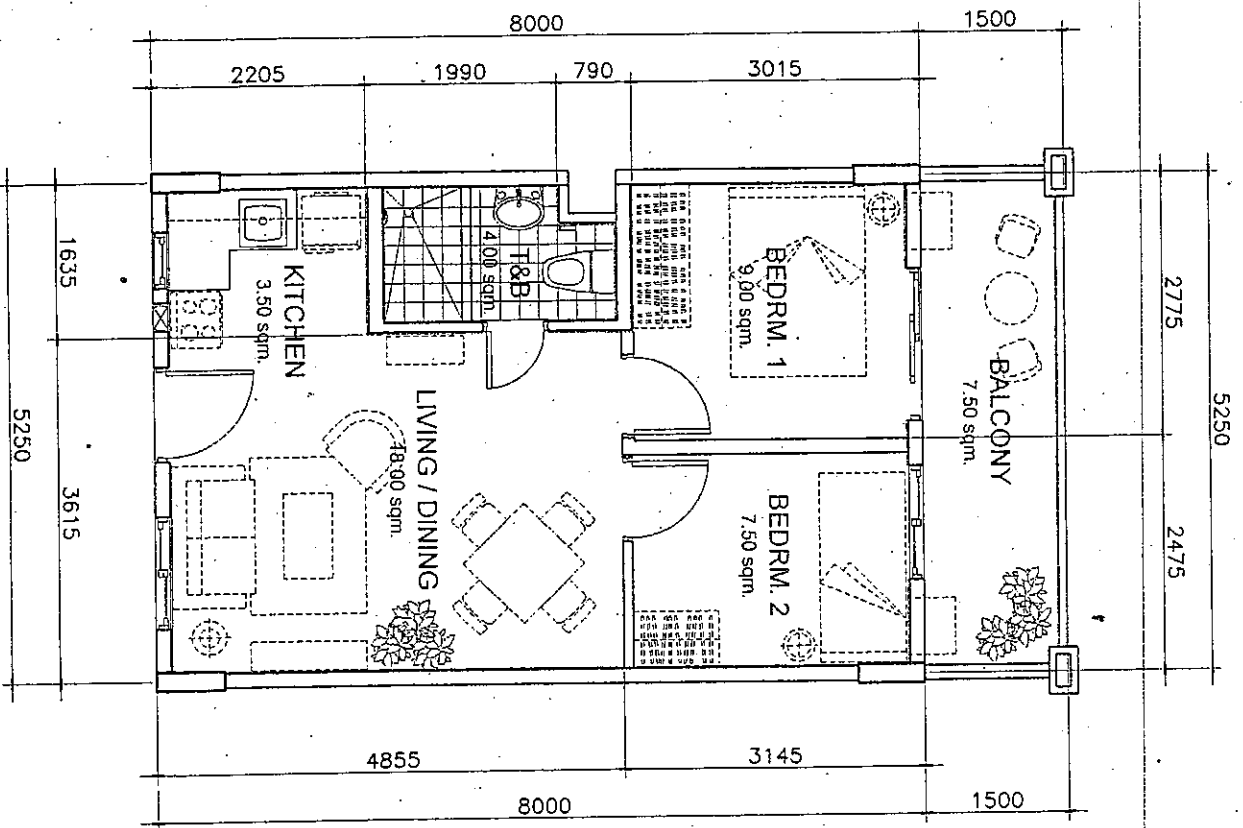 8000
1500
2205
1990
790
3015
KITCHEN
3.50 sqm.
T&B
4.00 sqm.
BEDRM. 1
9.00 sqm.
BALCONY
7.50 sqm.
LIVING / DINING
18.00 sqm.
BEDRM. 2
7.50 sqm.
1635
3615
5250
2775
2475
5250
4855
3145
8000
1500